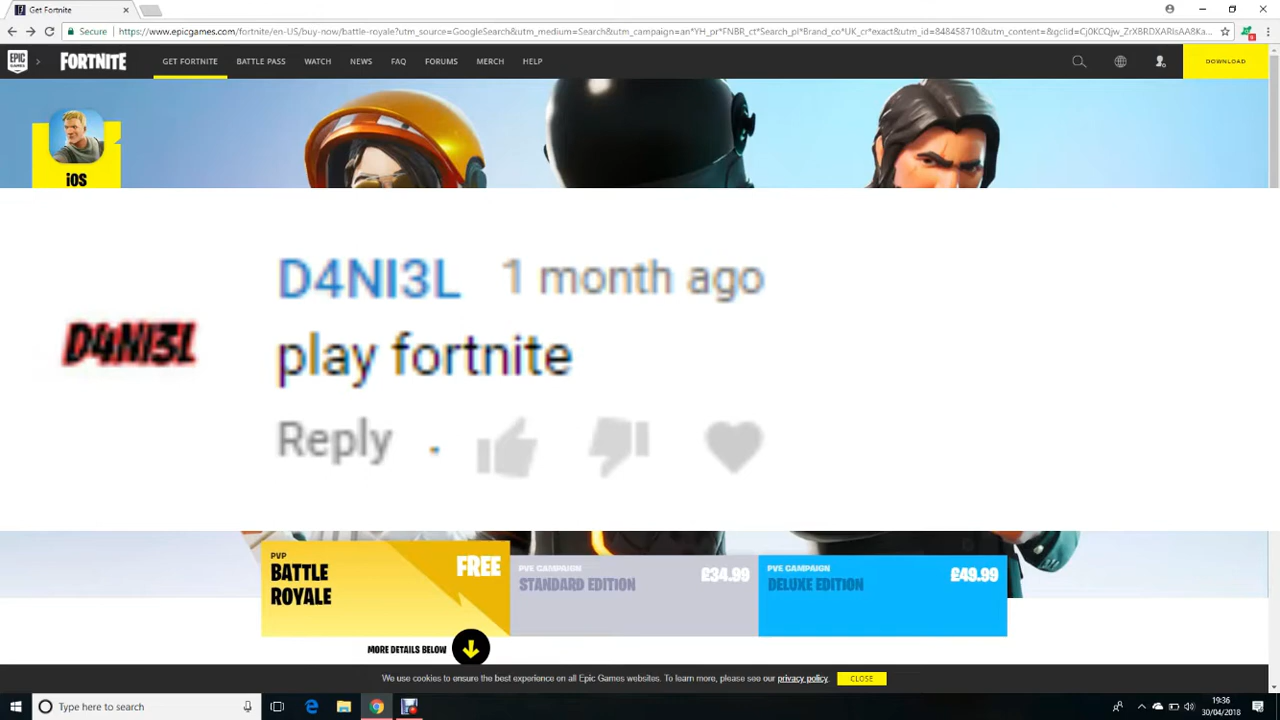 Get Fortnite
Secure https://www.epicgames.com/fortnite/en-US/buy-now/battle-royale?utm_source=GoogleSearch&utm_medium=Search&utm_campaign=an*YH_pr*FNBR_ct*Search_pl*Brand_co*UK_cr*exact&utm_id=848458710&utm_content=&gclid=
EPIC GAMES FORTNITE GET FORTNITE BATTLE PASS WATCH NEWS FAQ FORUMS MERCH HELP DOWNLOAD
iOS
D4NI3L 1 month ago
D4NI3L
play fortnite
Reply
PVP
BATTLE
ROYALE
FREE
PVE CAMPAIGN
STANDARD EDITION
£34.99
PVE CAMPAIGN
DELUXE EDITION
£49.99
MORE DETAILS BELOW
We use cookies to ensure the best experience on all Epic Games websites. To learn more, please see our privacy policy. CLOSE
Type here to search
19:36
30/04/2018